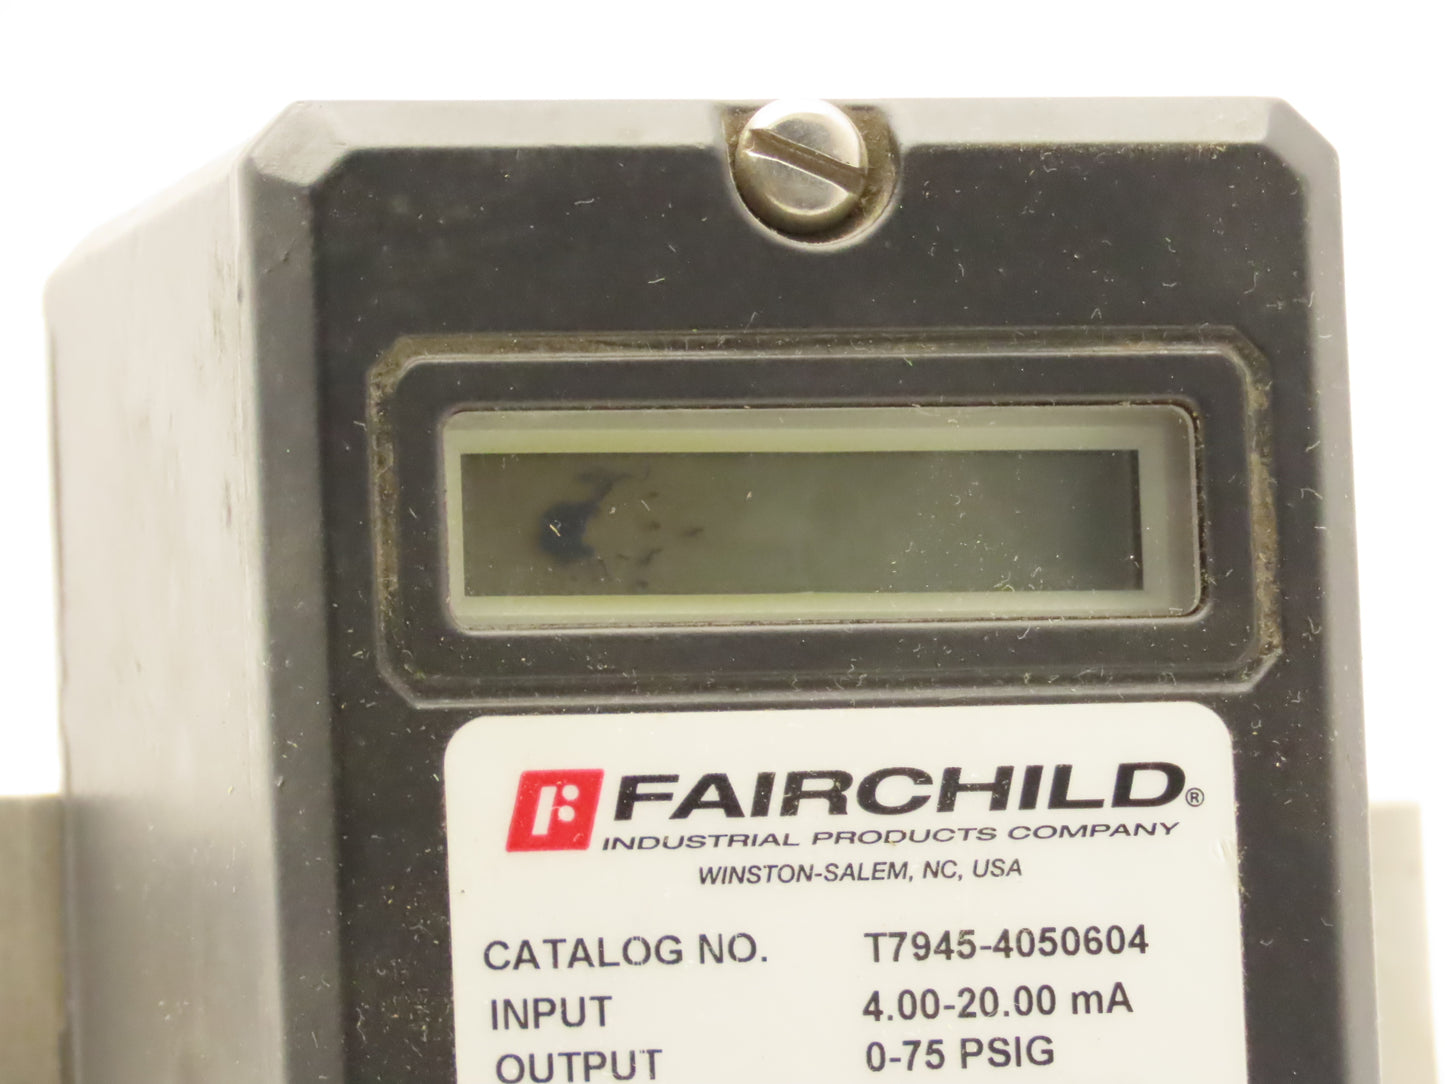 FAIRCHILD®
INDUSTRIAL PRODUCTS COMPANY
WINSTON-SALEM, NC, USA
CATALOG NO. T7945-4050604
INPUT 4.00-20.00 mA
OUTPUT 0-75 PSIG